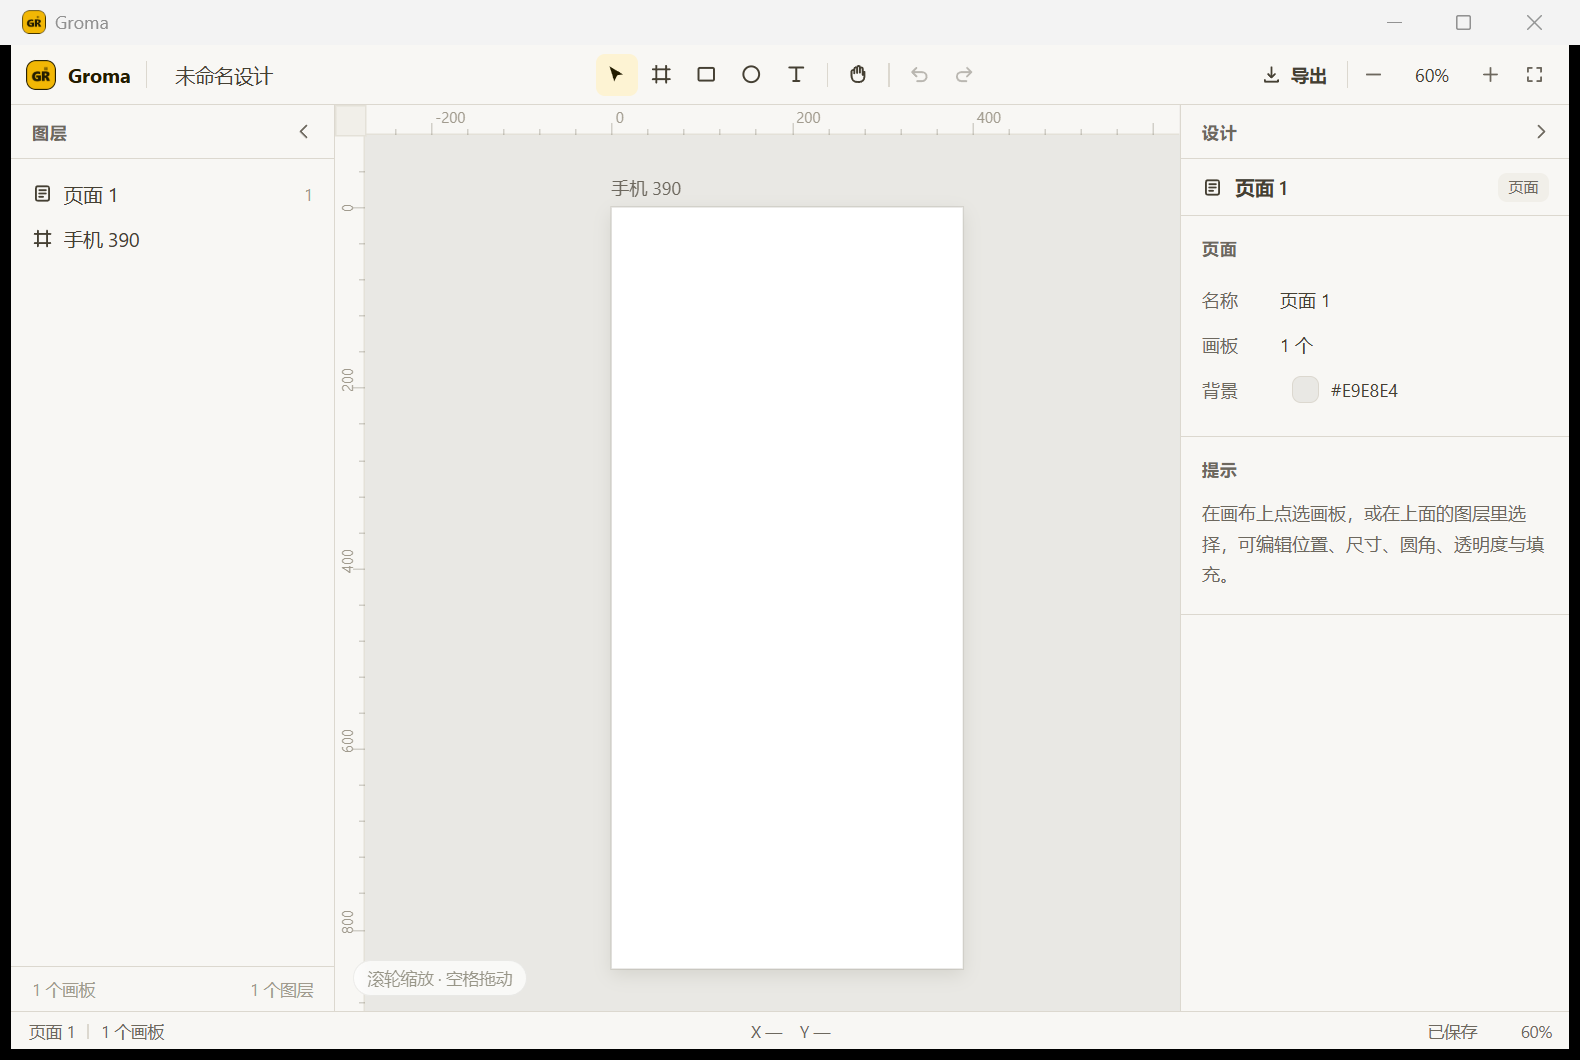 GR Groma
GR Groma 未命名设计 导出 60%
图层
页面 1 1
手机 390
-200 0 200 400
手机 390
0
200
400
600
800
滚轮缩放 · 空格拖动
1 个画板 1 个图层
设计
页面 1 页面
页面
名称 页面 1
画板 1 个
背景 #E9E8E4
提示
在画布上点选画板，或在上面的图层里选
择，可编辑位置、尺寸、圆角、透明度与填
充。
页面 1 1 个画板 X — Y — 已保存 60%